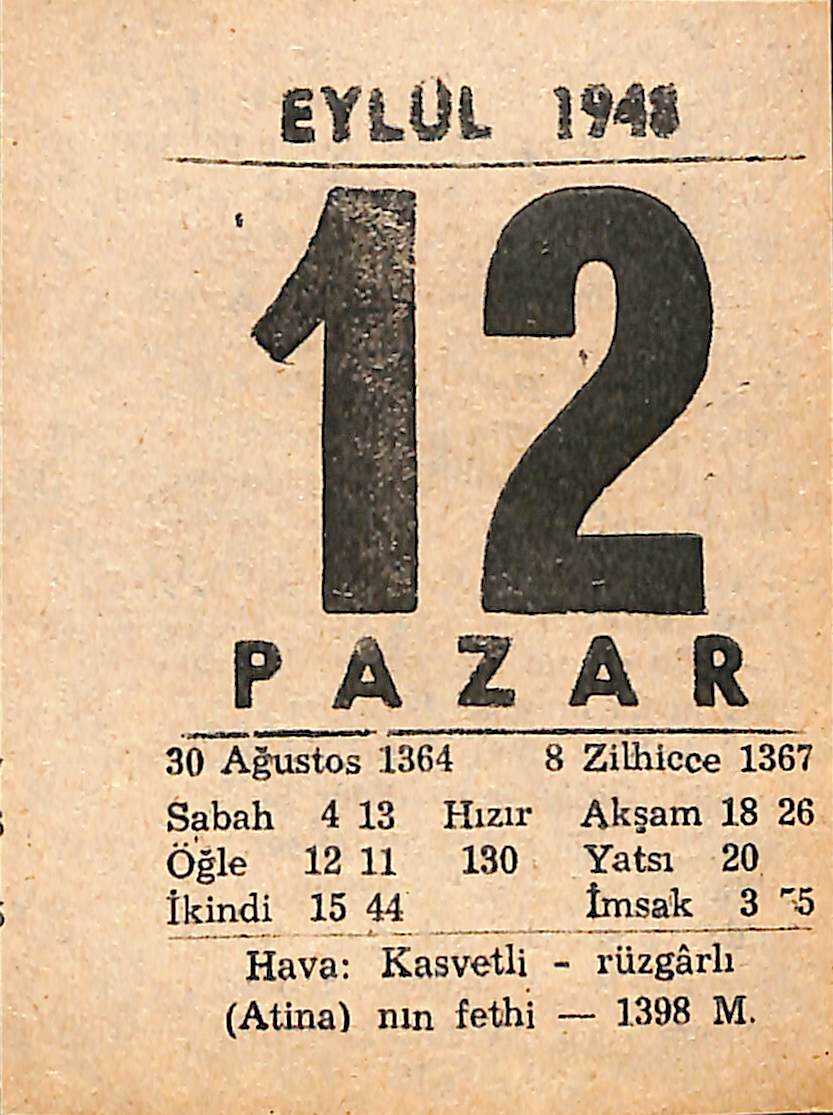 EYLÜL 1948
12
PAZAR
30 Ağustos 1364 8 Zilhicce 1367
Sabah 4 13 Hızır Akşam 18 26
Öğle 12 11 130 Yatsı 20
İkindi 15 44 İmsak 3
Hava: Kasvetli - rüzgârlı
(Atina) nın fethi — 1398 M.